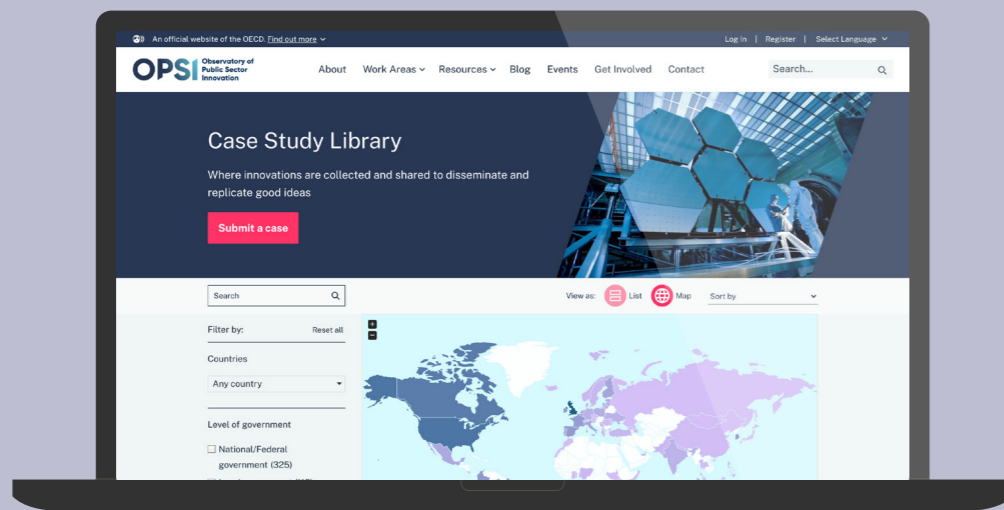 An official website of the OECD. Find out more
Log In | Register | Select Language
OPSI Observatory of
Public Sector
Innovation
About Work Areas Resources Blog Events Get Involved Contact
Search...
Case Study Library
Where innovations are collected and shared to disseminate and
replicate good ideas
Submit a case
Search
View as: List Map Sort by
Filter by: Reset all
Countries
Any country
Level of government
National/Federal
government (325)